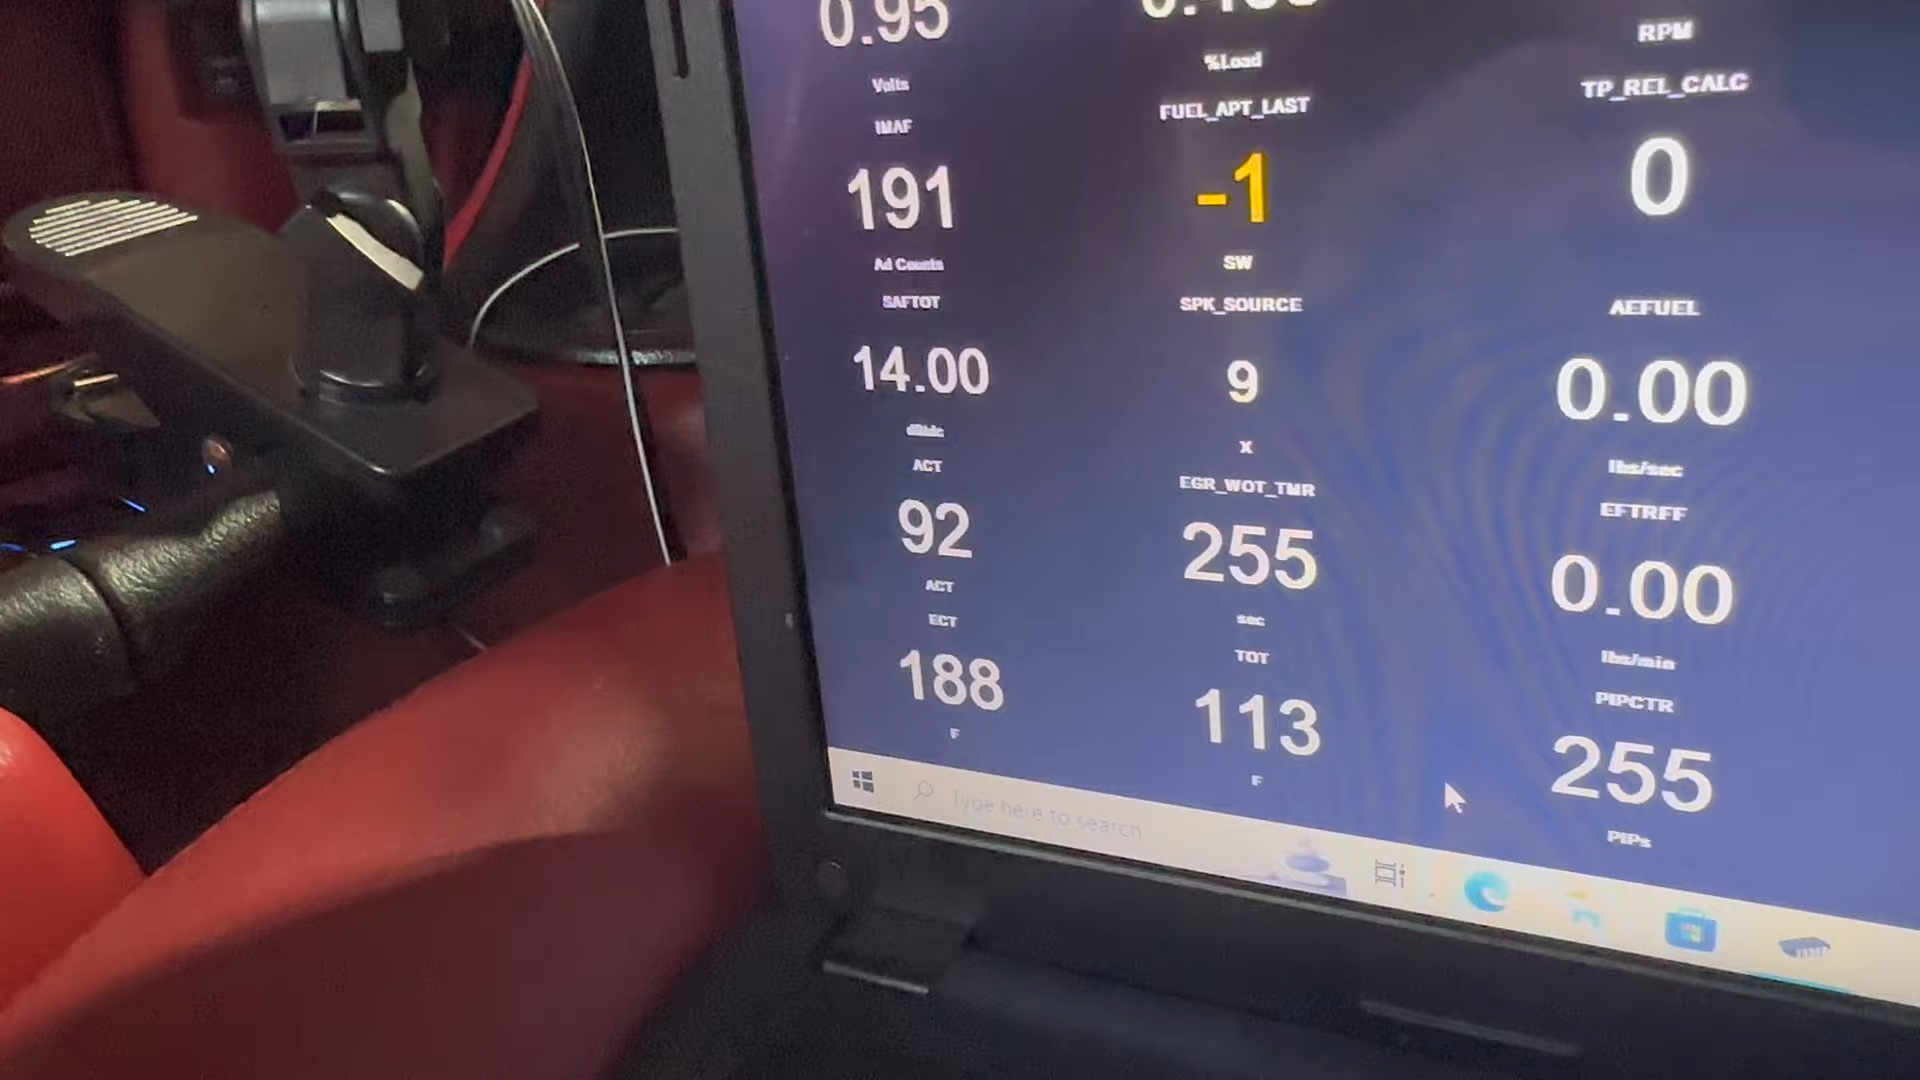 0.95
Volts
IMAF
191
Ad Counts
SAFTOT
14.00
ACT
92
ACT
ECT
188
F
%Load
FUEL_APT_LAST
-1
SW
SPK_SOURCE
9
X
EGR_WOT_TMR
255
sec
TOT
113
F
RPM
TP_REL_CALC
0
AEFUEL
0.00
lbs/sec
EFTRFF
0.00
lbs/min
PIPCTR
255
PIPs
Type here to search